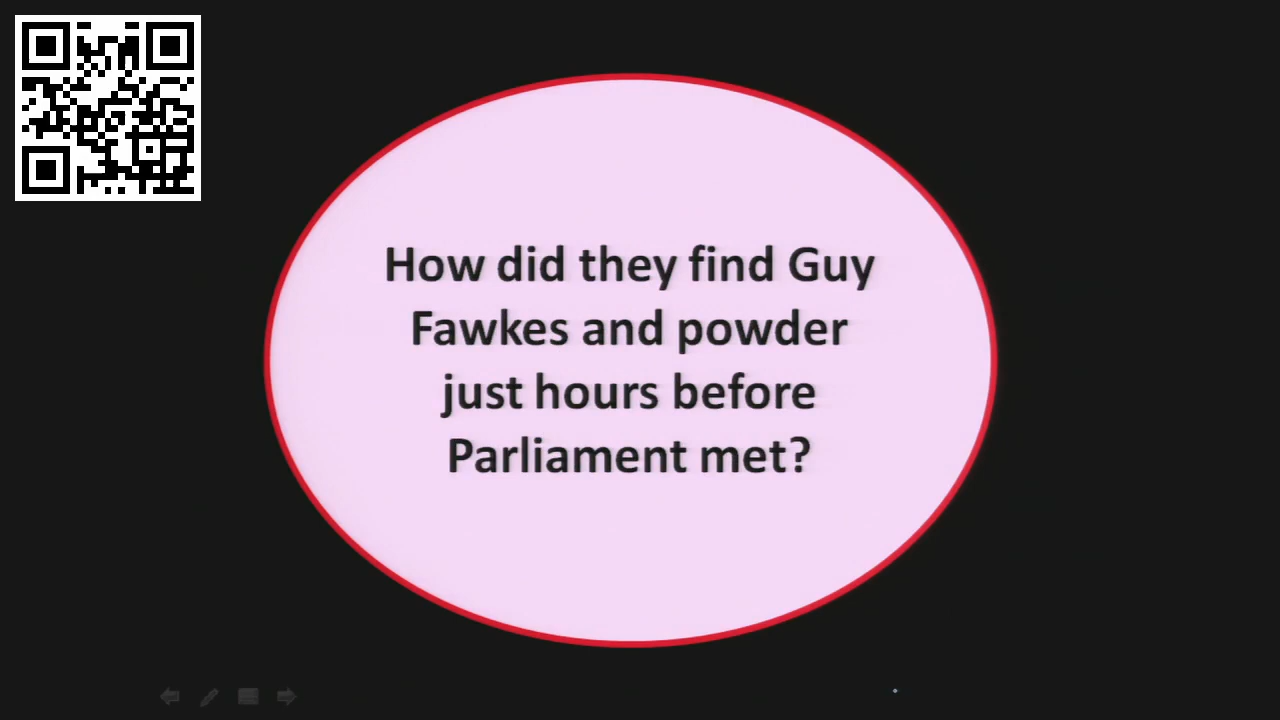 How did they find Guy
Fawkes and powder
just hours before
Parliament met?